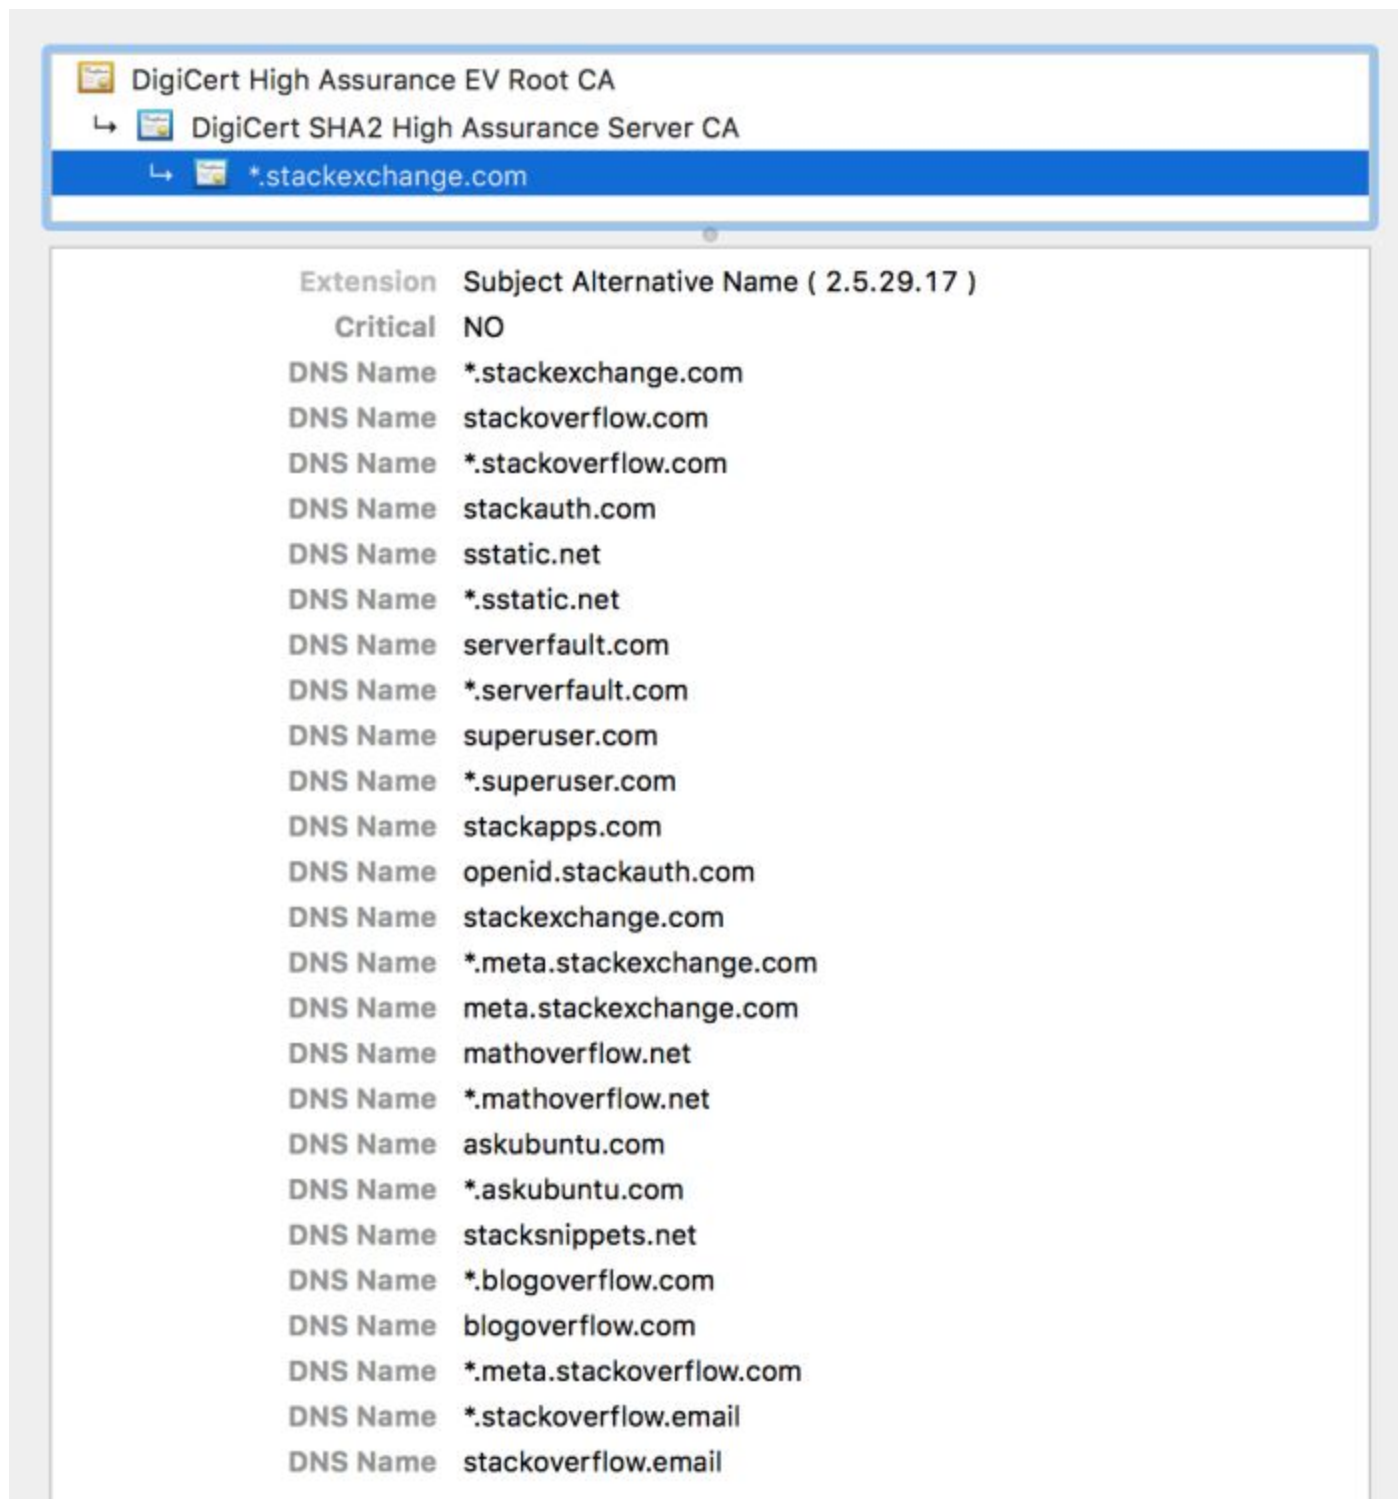 DigiCert High Assurance EV Root CA
↳ DigiCert SHA2 High Assurance Server CA
↳ *.stackexchange.com
Extension Subject Alternative Name ( 2.5.29.17 )
Critical NO
DNS Name *.stackexchange.com
DNS Name stackoverflow.com
DNS Name *.stackoverflow.com
DNS Name stackauth.com
DNS Name sstatic.net
DNS Name *.sstatic.net
DNS Name serverfault.com
DNS Name *.serverfault.com
DNS Name superuser.com
DNS Name *.superuser.com
DNS Name stackapps.com
DNS Name openid.stackauth.com
DNS Name stackexchange.com
DNS Name *.meta.stackexchange.com
DNS Name meta.stackexchange.com
DNS Name mathoverflow.net
DNS Name *.mathoverflow.net
DNS Name askubuntu.com
DNS Name *.askubuntu.com
DNS Name stacksnippets.net
DNS Name *.blogoverflow.com
DNS Name blogoverflow.com
DNS Name *.meta.stackoverflow.com
DNS Name *.stackoverflow.email
DNS Name stackoverflow.email